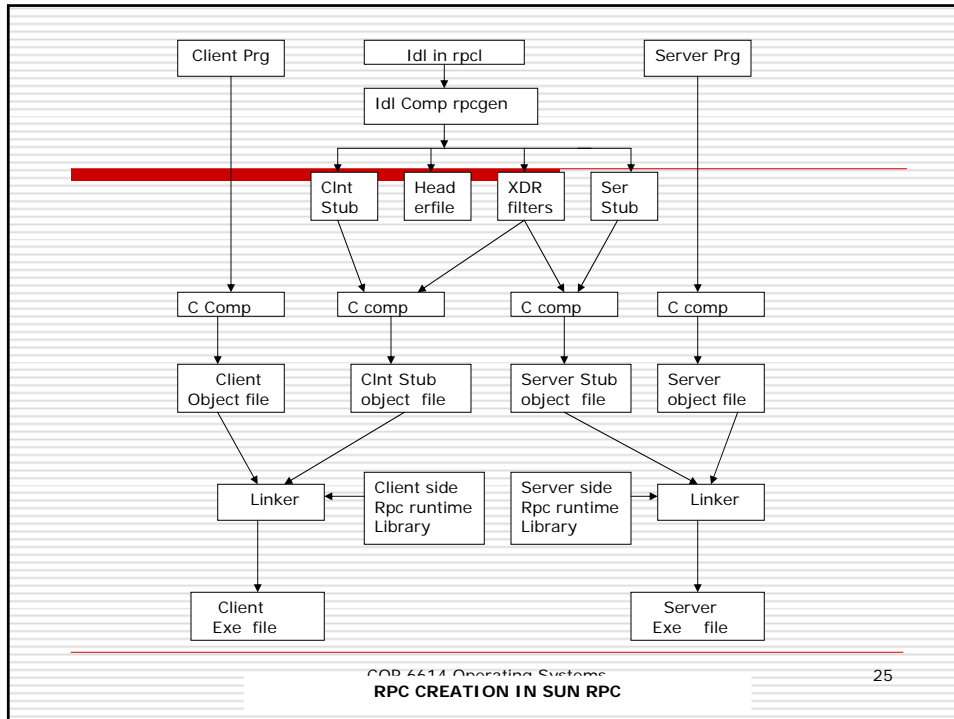 Client Prg
Idl in rpcl
Server Prg
Idl Comp rpcgen
Clnt
Stub
Head
erfile
XDR
filters
Ser
Stub
C Comp
C comp
C comp
C comp
Client
Object file
Clnt Stub
object file
Server Stub
object file
Server
object file
Linker
Client side
Rpc runtime
Library
Server side
Rpc runtime
Library
Linker
Client
Exe file
Server
Exe file
COP 6614 Operating Systems
25
RPC CREATION IN SUN RPC